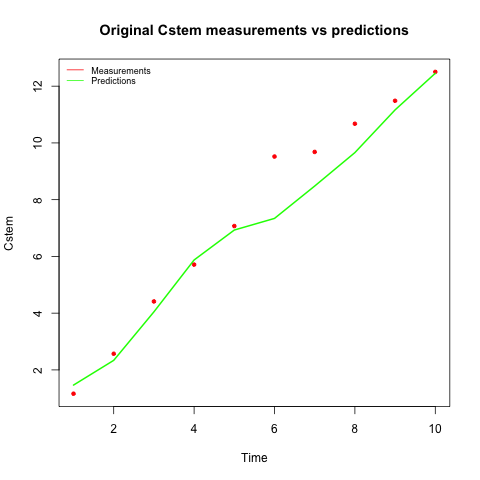 Original Cstem measurements vs predictions
Measurements
Predictions
12
10
8
6
4
2
Cstem
2 4 6 8 10
Time